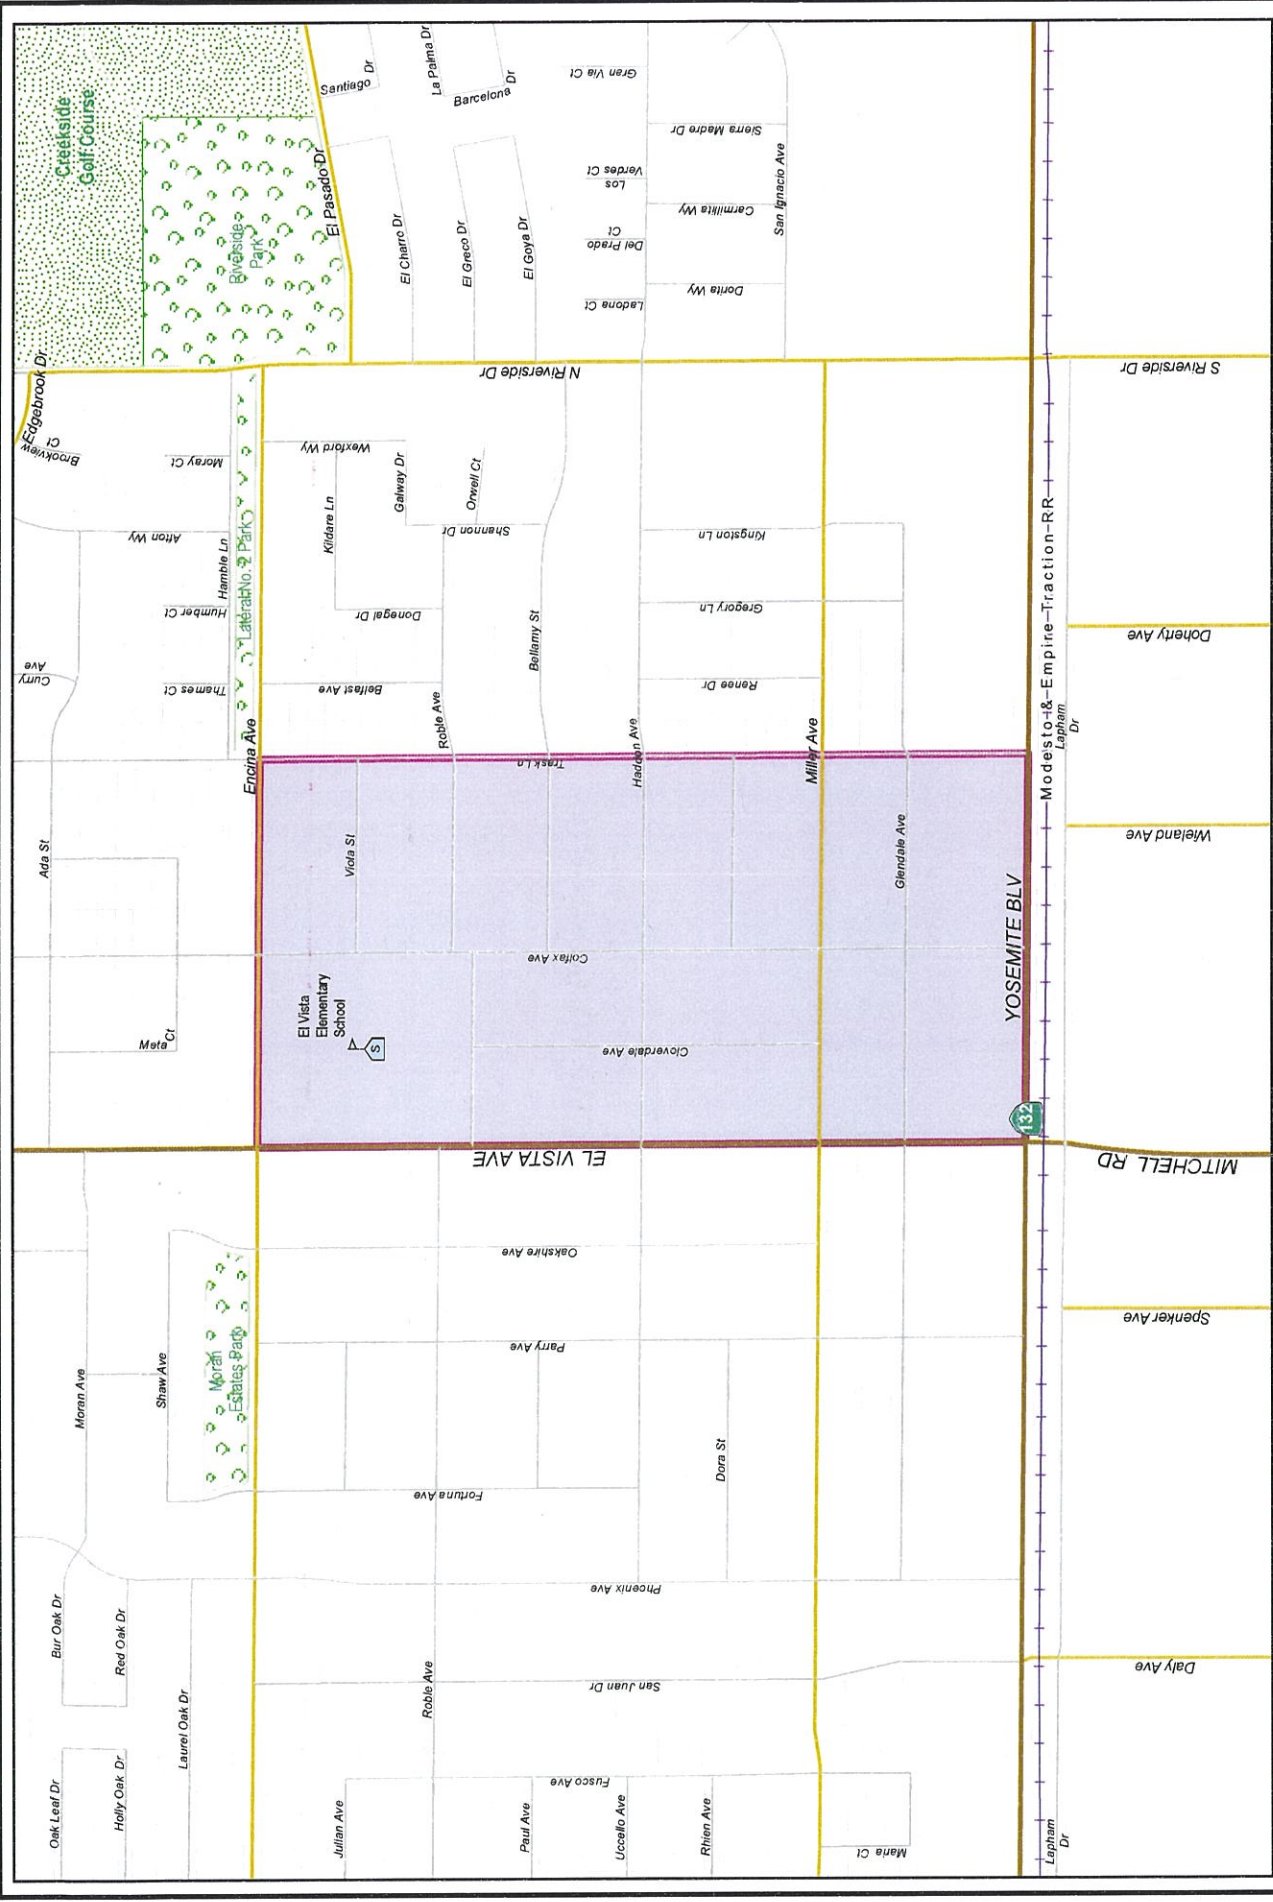 Creekside
Golf Course
Riverside
Park
El Pasado Dr
Santiago
Dr
La Palma Dr
Barcelona
Dr
Gran Via Ct
Sierra Madre Dr
Los
Verdes Ct
Carmilkita Wy
San Ignacio Ave
El Charro Dr
El Greco Dr
El Goya Dr
Del Prado
Ct
Ladona Ct
Dorita Wy
Edgebrook Dr
Brookview
Ct
N Riverside Dr
S Riverside Dr
Moray Ct
Wexford Wy
Galway Dr
Orwell Ct
Afton Wy
Hamble Ln
Lateral No. 2 Park
Kildare Ln
Shannon Dr
Kingston Ln
Humber Ct
Donegal Dr
Bellamy St
Gregory Ln
Modesto & Empire Traction RR
Doherty Ave
Curry
Ave
Thames Ct
Belfast Ave
Roble Ave
Renee Dr
Lapham
Dr
Encina Ave
Trask Ln
Hadcon Ave
Miller Ave
Ada St
Viola St
Glendale Ave
Wieland Ave
YOSEMITE BLV
Colfax Ave
El Vista
Elementary
School
S
Meta Ct
Cloverdale Ave
132
EL VISTA AVE
MITCHELL RD
Oakshire Ave
Moran Ave
Shaw Ave
Moran
Estates Park
Parry Ave
Spenker Ave
Dora St
Fortuna Ave
Phoenix Ave
Bur Oak Dr
Red Oak Dr
Laurel Oak Dr
Roble Ave
San Juan Dr
Daly Ave
Oak Leaf Dr
Holly Oak Dr
Julian Ave
Fusco Ave
Paul Ave
Uccello Ave
Rhien Ave
Maria Ct
Lapham
Dr